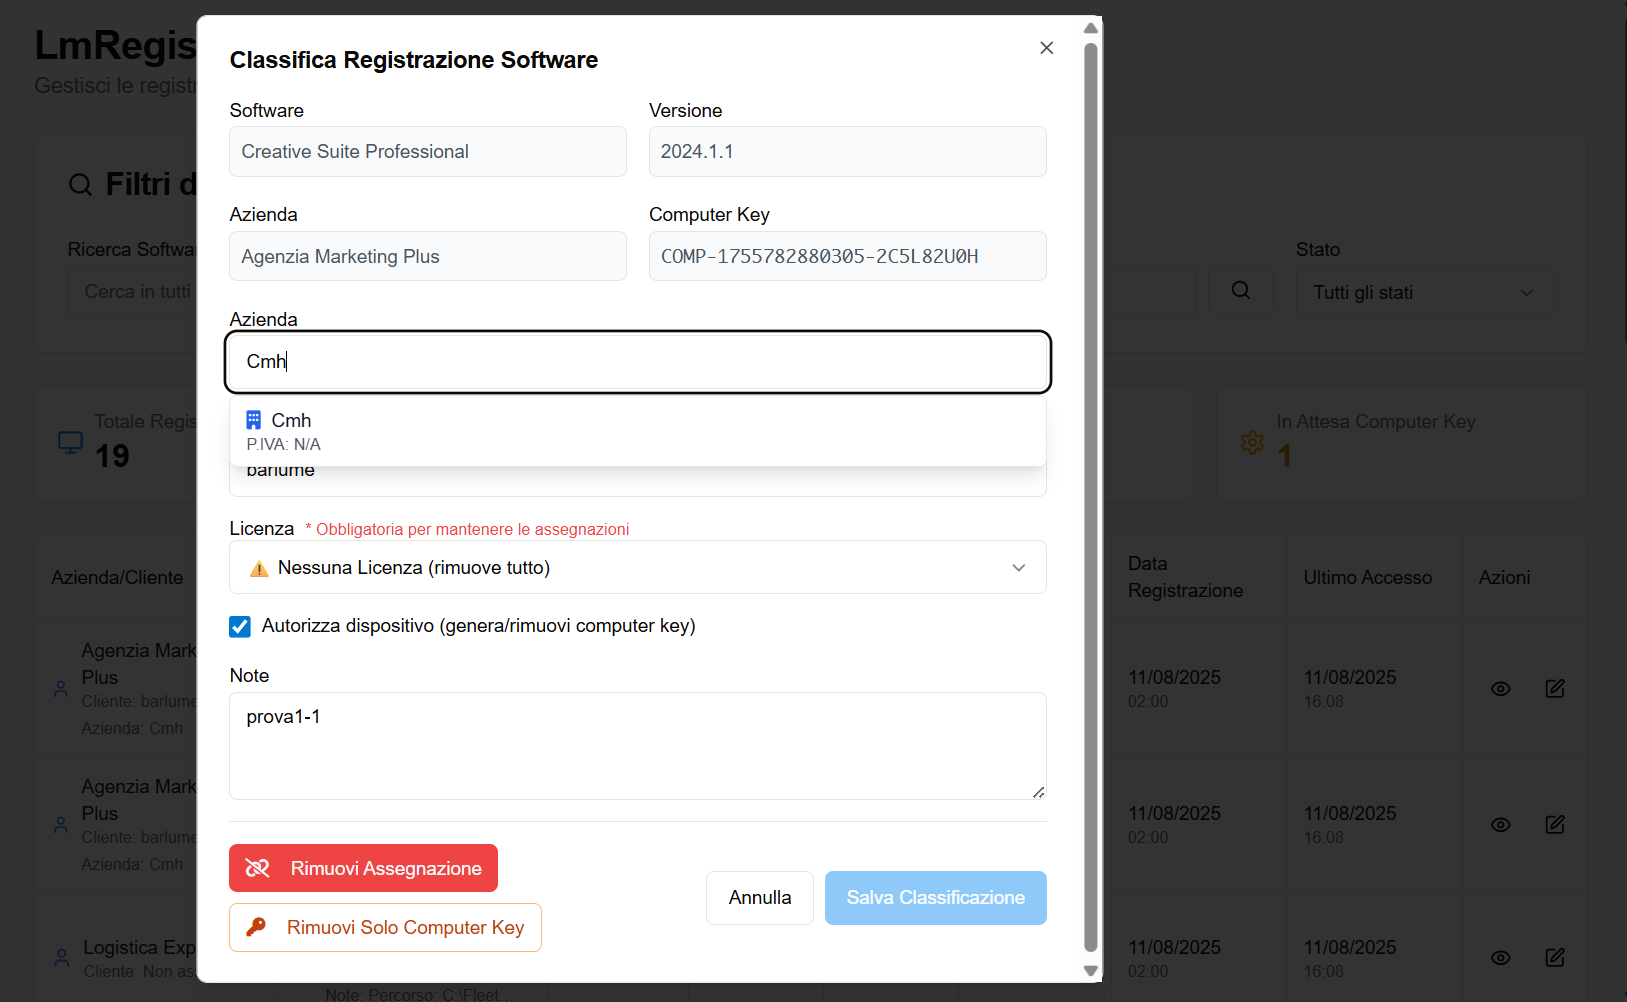 LmRegis
Gestisci le registr
Filtri d
Ricerca Softwa
Cerca in tutti
Stato
Tutti gli stati
Totale Regis
19
In Attesa Computer Key
1
Azienda/Cliente
Data
Registrazione
Ultimo Accesso
Azioni
Agenzia Mark
Plus
Cliente: barlume
Azienda: Cmh
11/08/2025
02:00
11/08/2025
16:08
Agenzia Mark
Plus
Cliente: barlume
Azienda: Cmh
11/08/2025
02:00
11/08/2025
16:08
Logistica Exp
Cliente: Non as
Note: Percorso: C:\Fleet...
11/08/2025
02:00
11/08/2025
16:08
Classifica Registrazione Software
Software
Versione
Creative Suite Professional
2024.1.1
Azienda
Computer Key
Agenzia Marketing Plus
COMP-1755782880305-2C5L82U0H
Azienda
Cmh
Cmh
P.IVA: N/A
barlume
Licenza * Obbligatoria per mantenere le assegnazioni
Nessuna Licenza (rimuove tutto)
Autorizza dispositivo (genera/rimuovi computer key)
Note
prova1-1
Rimuovi Assegnazione
Rimuovi Solo Computer Key
Annulla
Salva Classificazione